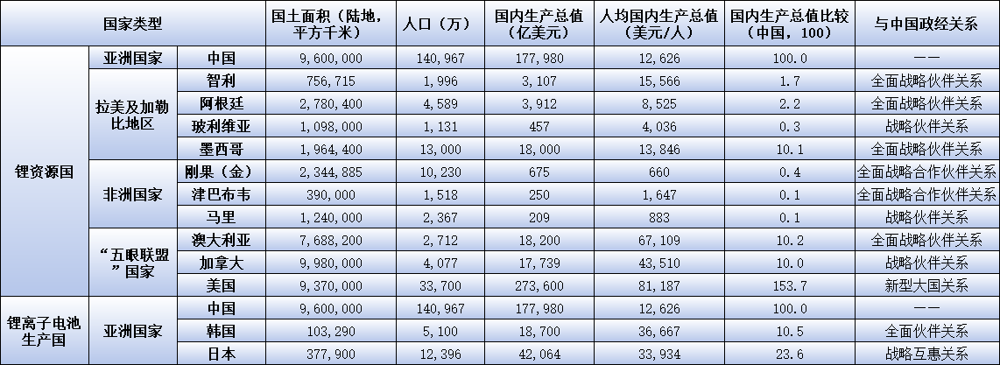 国家类型 国土面积（陆地，平方千米） 人口（万） 国内生产总值（亿美元） 人均国内生产总值（美元/人） 国内生产总值比较（中国，100） 与中国政经关系
锂资源国 亚洲国家 中国 9,600,000 140,967 177,980 12,626 100.0 ——
拉美及加勒比地区 智利 756,715 1,996 3,107 15,566 1.7 全面战略伙伴关系
阿根廷 2,780,400 4,589 3,912 8,525 2.2 全面战略伙伴关系
玻利维亚 1,098,000 1,131 457 4,036 0.3 战略伙伴关系
墨西哥 1,964,400 13,000 18,000 13,846 10.1 全面战略伙伴关系
非洲国家 刚果（金） 2,344,885 10,230 675 660 0.4 全面战略合作伙伴关系
津巴布韦 390,000 1,518 250 1,647 0.1 全面战略合作伙伴关系
马里 1,240,000 2,367 209 883 0.1 战略伙伴关系
“五眼联盟”国家 澳大利亚 7,688,200 2,712 18,200 67,109 10.2 全面战略伙伴关系
加拿大 9,980,000 4,077 17,739 43,510 10.0 战略伙伴关系
美国 9,370,000 33,700 273,600 81,187 153.7 新型大国关系
锂离子电池生产国 亚洲国家 中国 9,600,000 140,967 177,980 12,626 100.0 ——
韩国 103,290 5,100 18,700 36,667 10.5 全面伙伴关系
日本 377,900 12,396 42,064 33,934 23.6 战略互惠关系